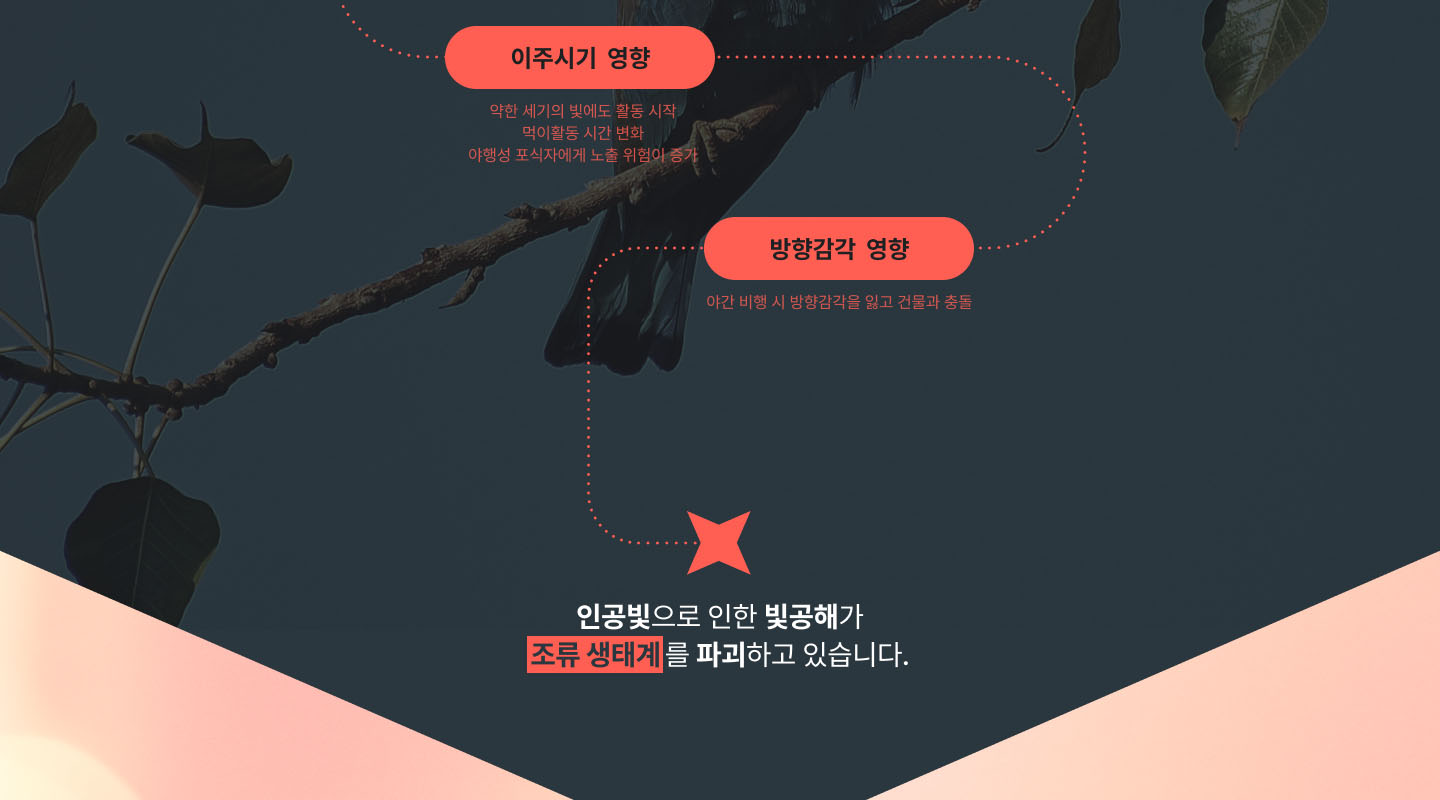 이주시기 영향
약한 세기의 빛에도 활동 시작
먹이활동 시간 변화
야행성 포식자에게 노출 위험이 증가
방향감각 영향
야간 비행 시 방향감각을 잃고 건물과 충돌
인공빛으로 인한 빛공해가
조류 생태계를 파괴하고 있습니다.